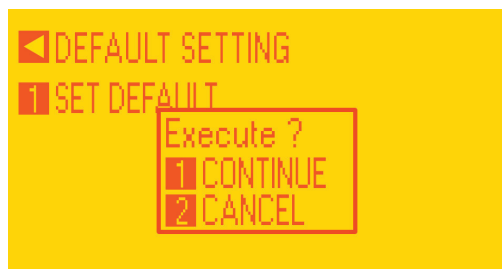 ◀ DEFAULT SETTING
1 SET DEFAULT
Execute ?
1 CONTINUE
2 CANCEL